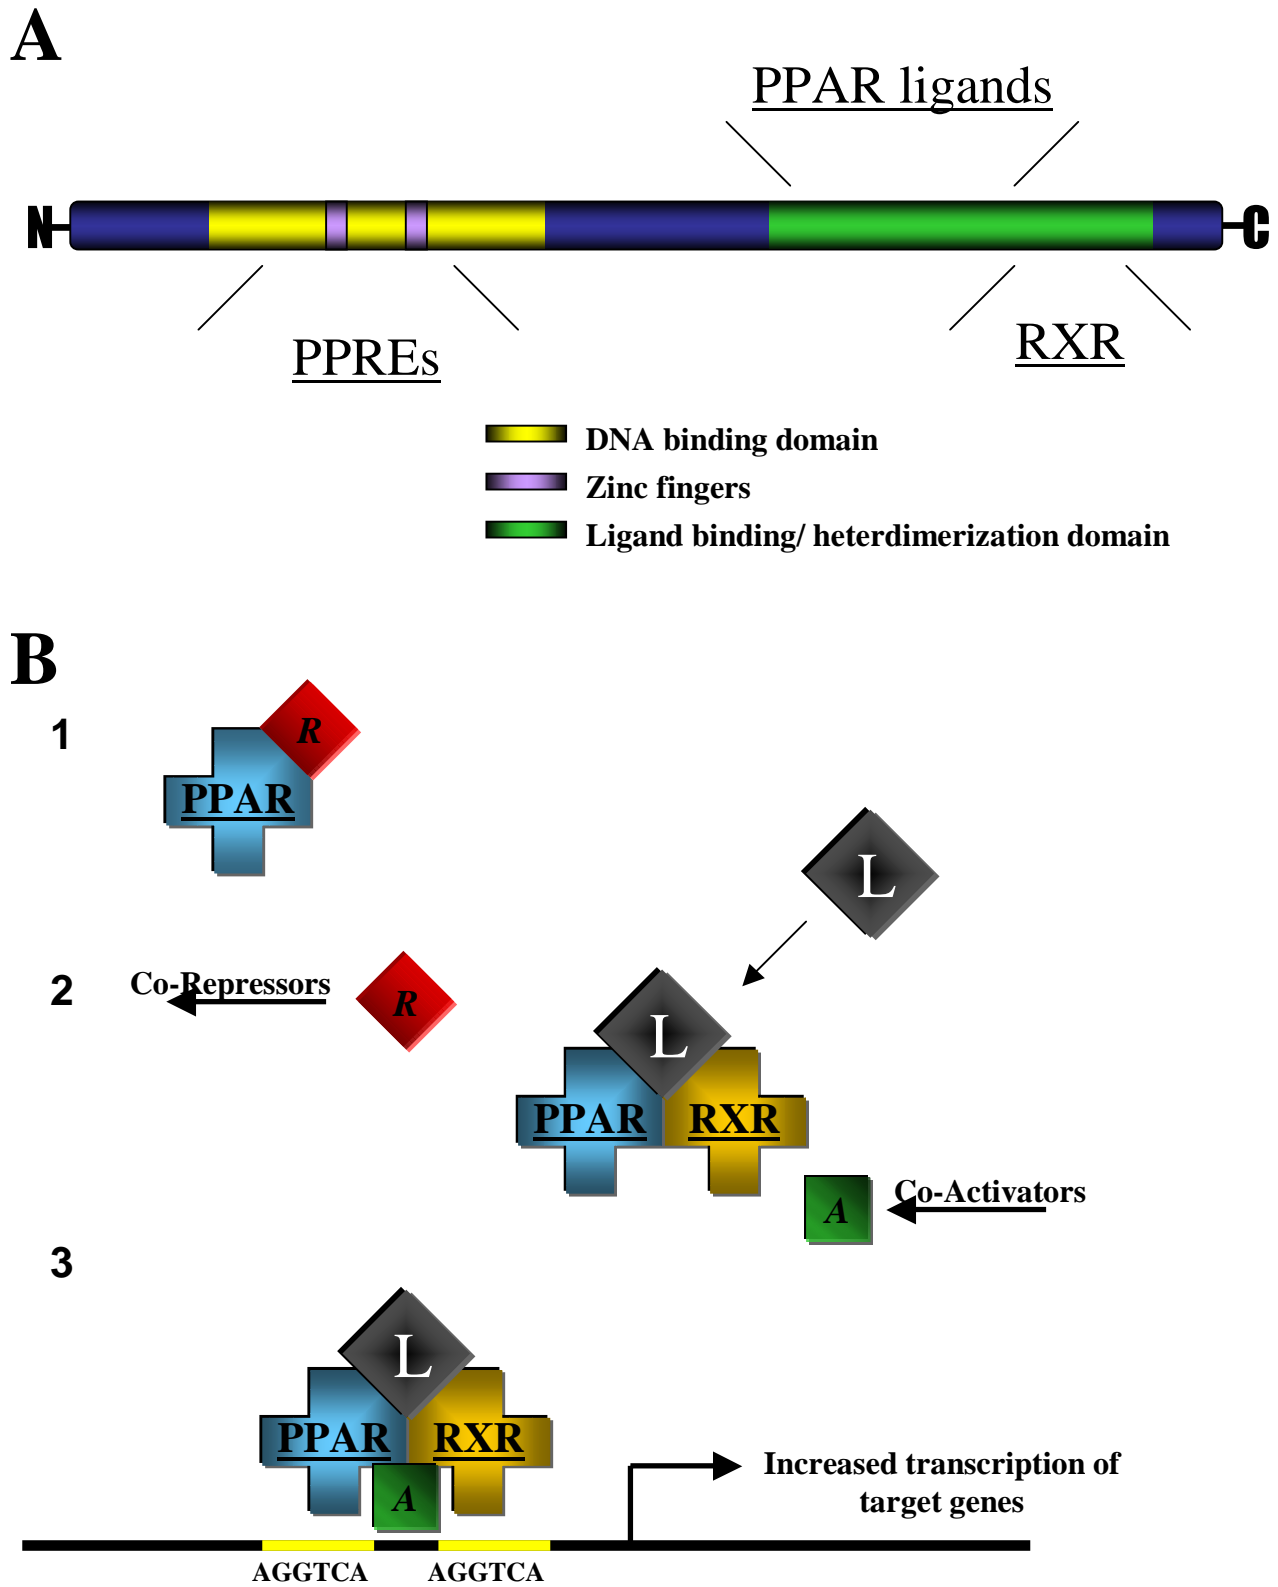 A
PPAR ligands
N
C
PPREs
RXR
DNA binding domain
Zinc fingers
Ligand binding/ heterdimerization domain
B
1
R
PPAR
L
2
Co-Repressors
R
L
PPAR
RXR
A
Co-Activators
3
L
PPAR
RXR
A
Increased transcription of
target genes
AGGTCA
AGGTCA